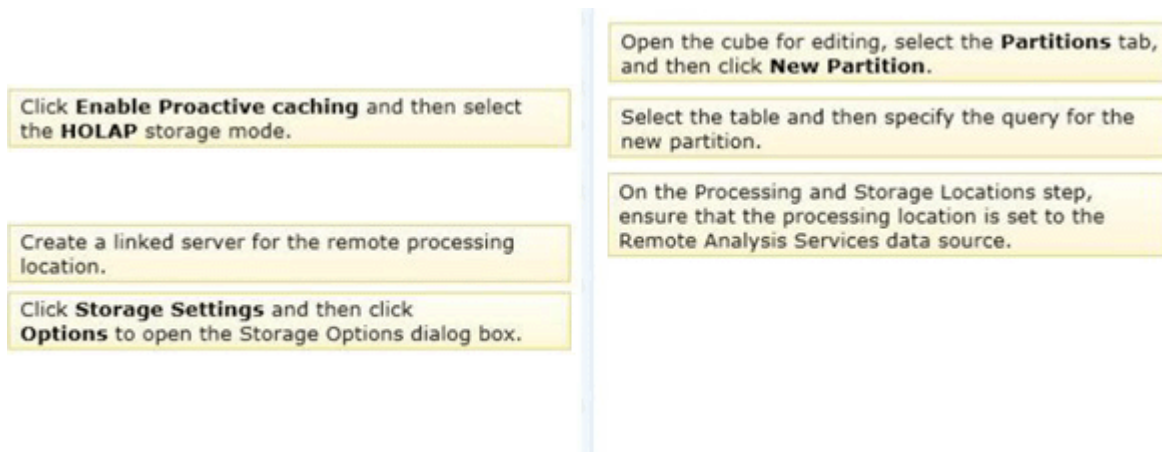 Click Enable Proactive caching and then select
the HOLAP storage mode.
Create a linked server for the remote processing
location.
Click Storage Settings and then click
Options to open the Storage Options dialog box.
Open the cube for editing, select the Partitions tab,
and then click New Partition.
Select the table and then specify the query for the
new partition.
On the Processing and Storage Locations step,
ensure that the processing location is set to the
Remote Analysis Services data source.